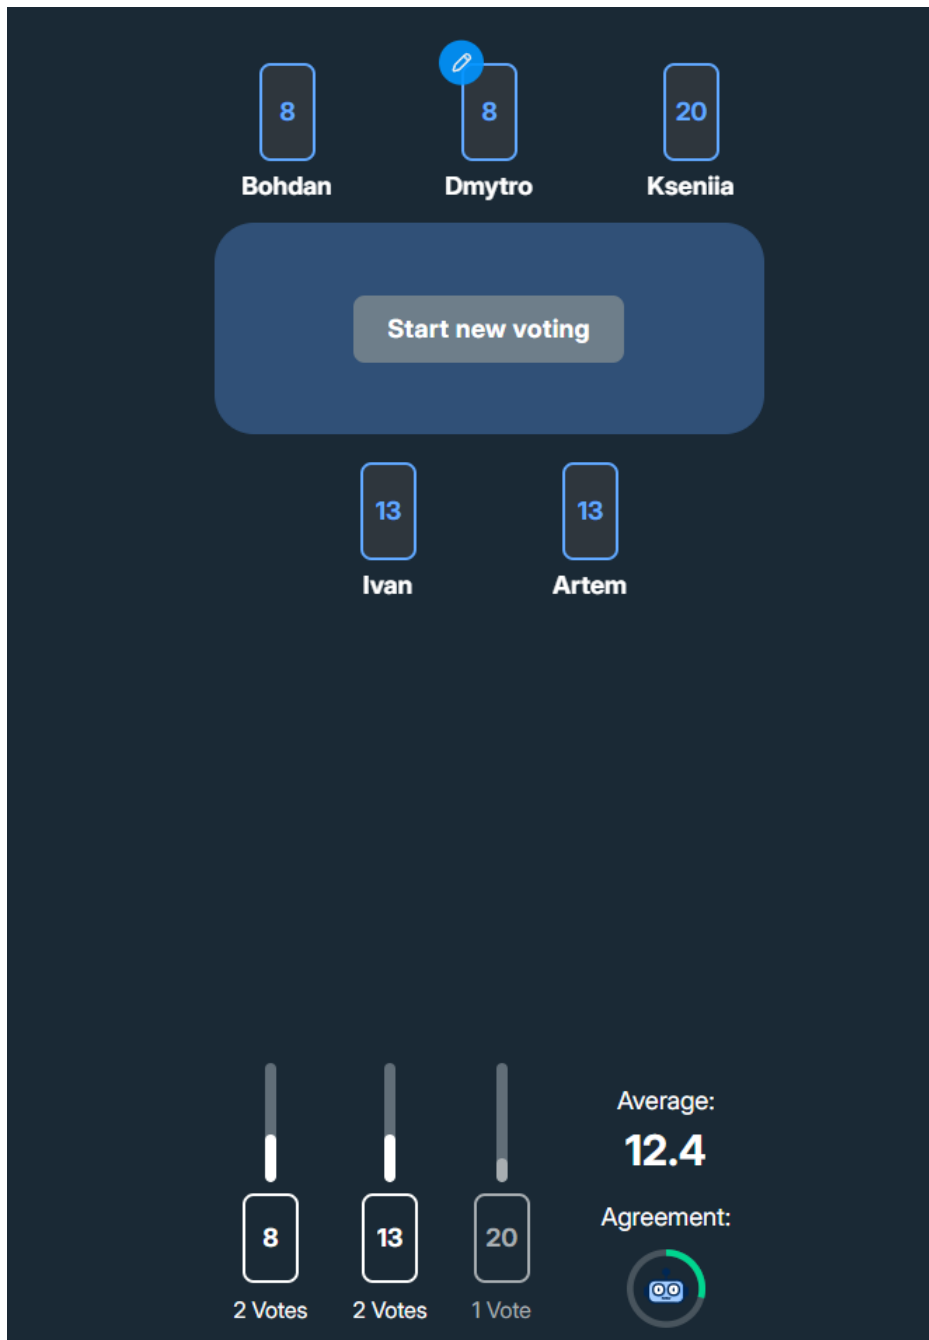 8 8 20
Bohdan Dmytro Kseniia
Start new voting
13 13
Ivan Artem
Average:
12.4
Agreement:
8 13 20
2 Votes 2 Votes 1 Vote